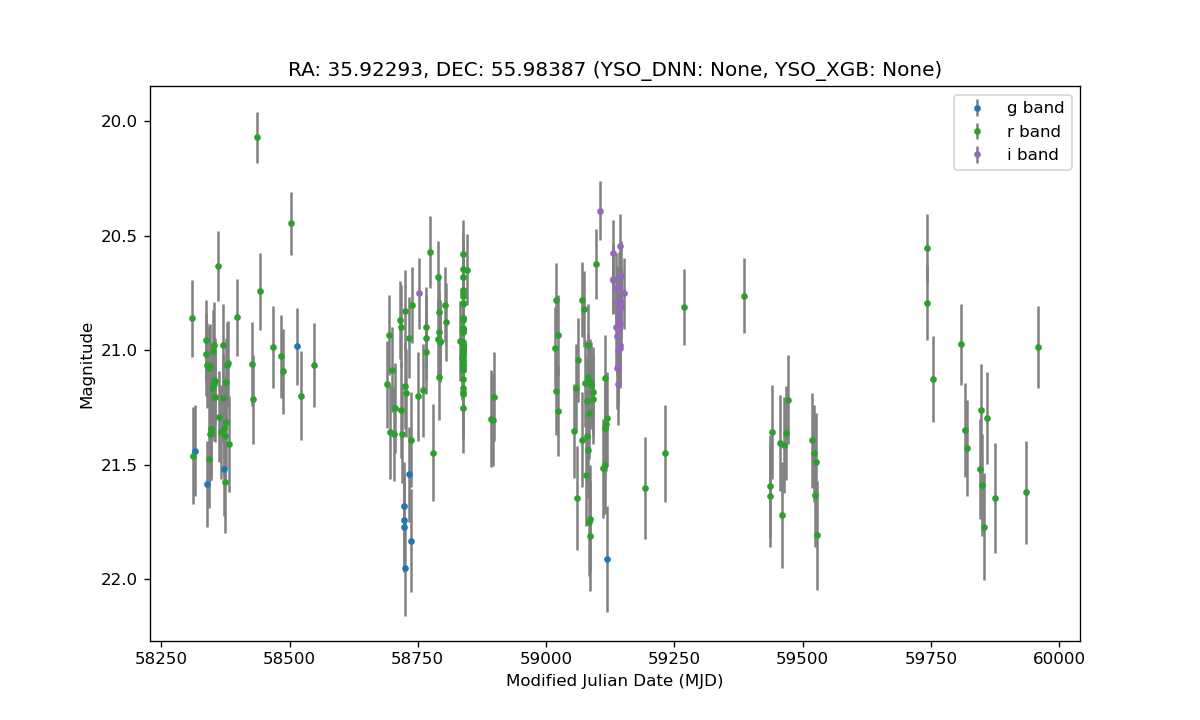 RA: 35.92293, DEC: 55.98387 (YSO_DNN: None, YSO_XGB: None)
g band
r band
i band
20.0
20.5
21.0
21.5
22.0
Magnitude
58250 58500 58750 59000 59250 59500 59750 60000
Modified Julian Date (MJD)